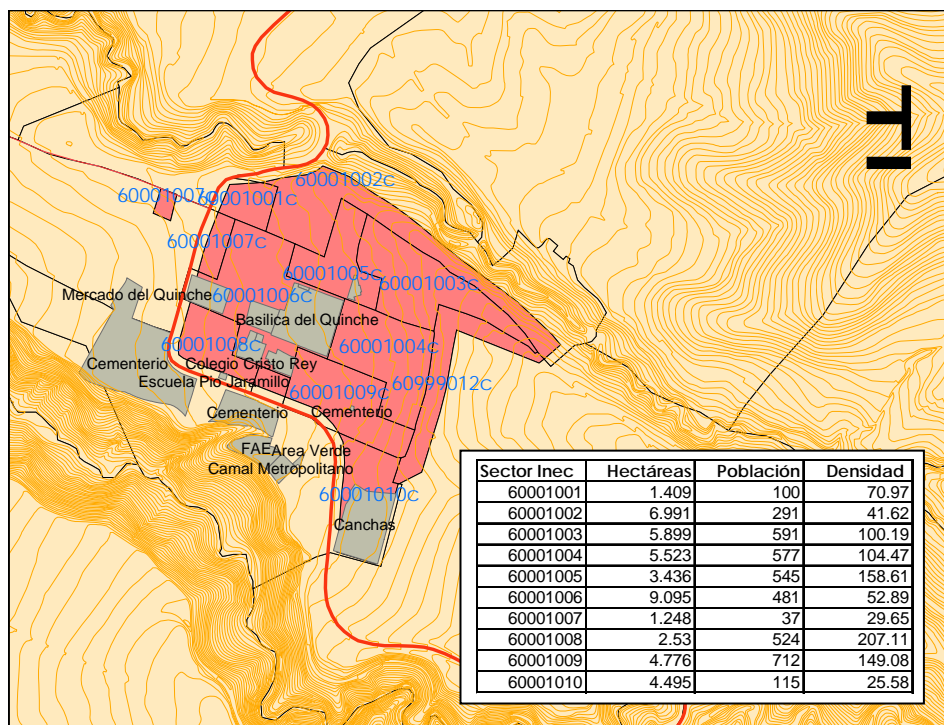 TI
60001002C
60001007C
60001001C
60001007C
60001005C
60001003C
Mercado del Quinche
60001006C
Basilica del Quinche
60001008C
60001004C
Cementerio
Colegio Cristo Rey
Escuela Pio Jaramillo
60999012C
60001009C
Cementerio
Cementerio
FAE
Area Verde
Camal Metropolitano
60001010C
Canchas
Sector Inec Hectáreas Población Densidad
60001001 1.409 100 70.97
60001002 6.991 291 41.62
60001003 5.899 591 100.19
60001004 5.523 577 104.47
60001005 3.436 545 158.61
60001006 9.095 481 52.89
60001007 1.248 37 29.65
60001008 2.53 524 207.11
60001009 4.776 712 149.08
60001010 4.495 115 25.58